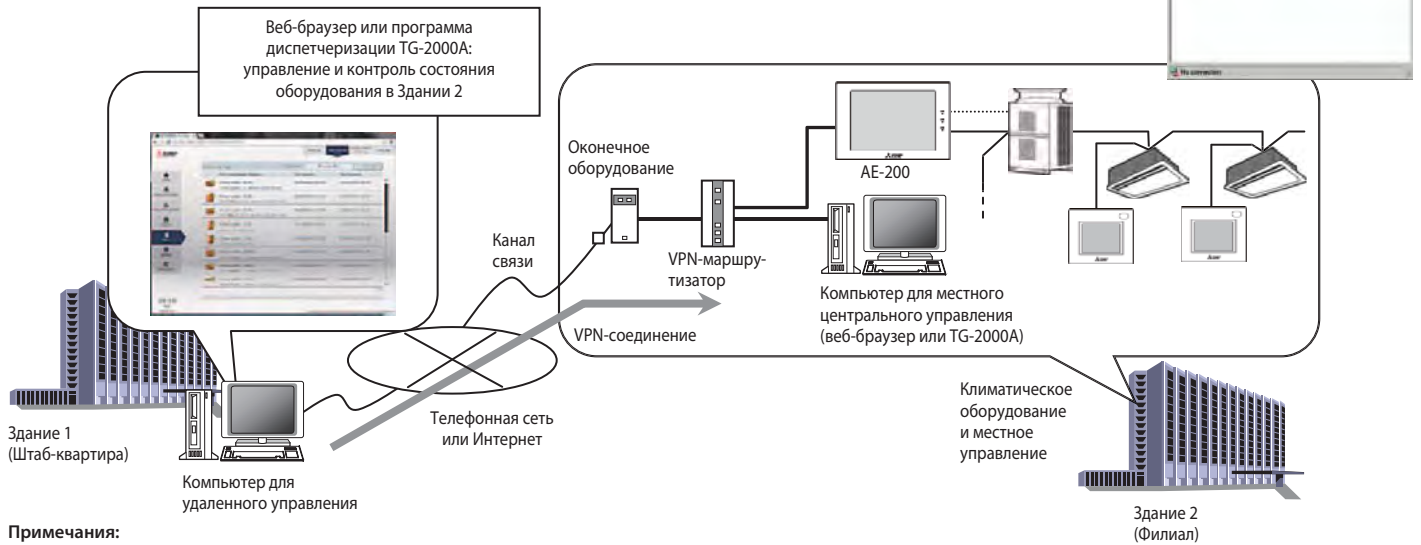 Веб-браузер или программа
диспетчеризации TG-2000A:
управление и контроль состояния
оборудования в Здании 2
No connection
Оконечное
оборудование
AE-200
Канал
связи
VPN-маршру-
тизатор
Компьютер для местного
центрального управления
(веб-браузер или TG-2000A)
VPN-соединение
Телефонная сеть
или Интернет
Климатическое
оборудование
и местное
управление
Здание 1
(Штаб-квартира)
Компьютер для
удаленного управления
Здание 2
(Филиал)
Примечания: